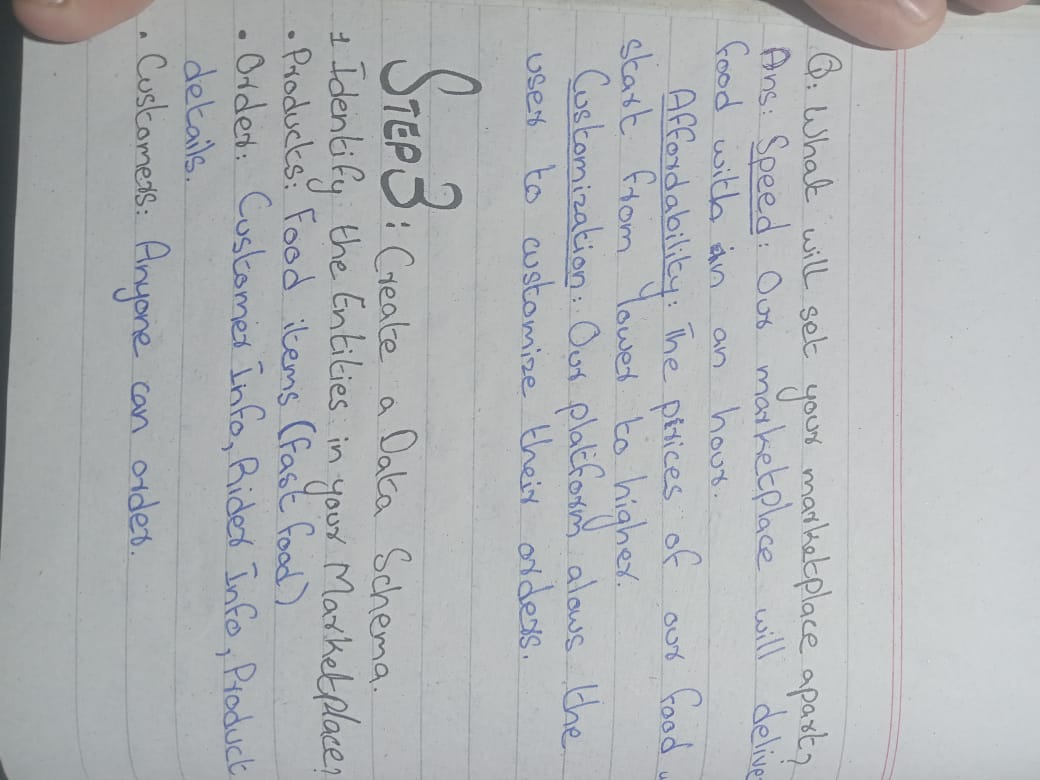 Q: What will set your marketplace apart?
Ans: Speed: Our marketplace will delive
food with in an hour.
Affordability: The prices of our food
start from lower to higher.
Customization: Our platform alows the
user to customize their orders.
STEP 3: Create a Data Schema.
1 Identify the Entities in your Marketplace?
• Products: Food items (fast food)
• Order: Customer Info, Rider Info, Product
details.
• Customers: Anyone can order.